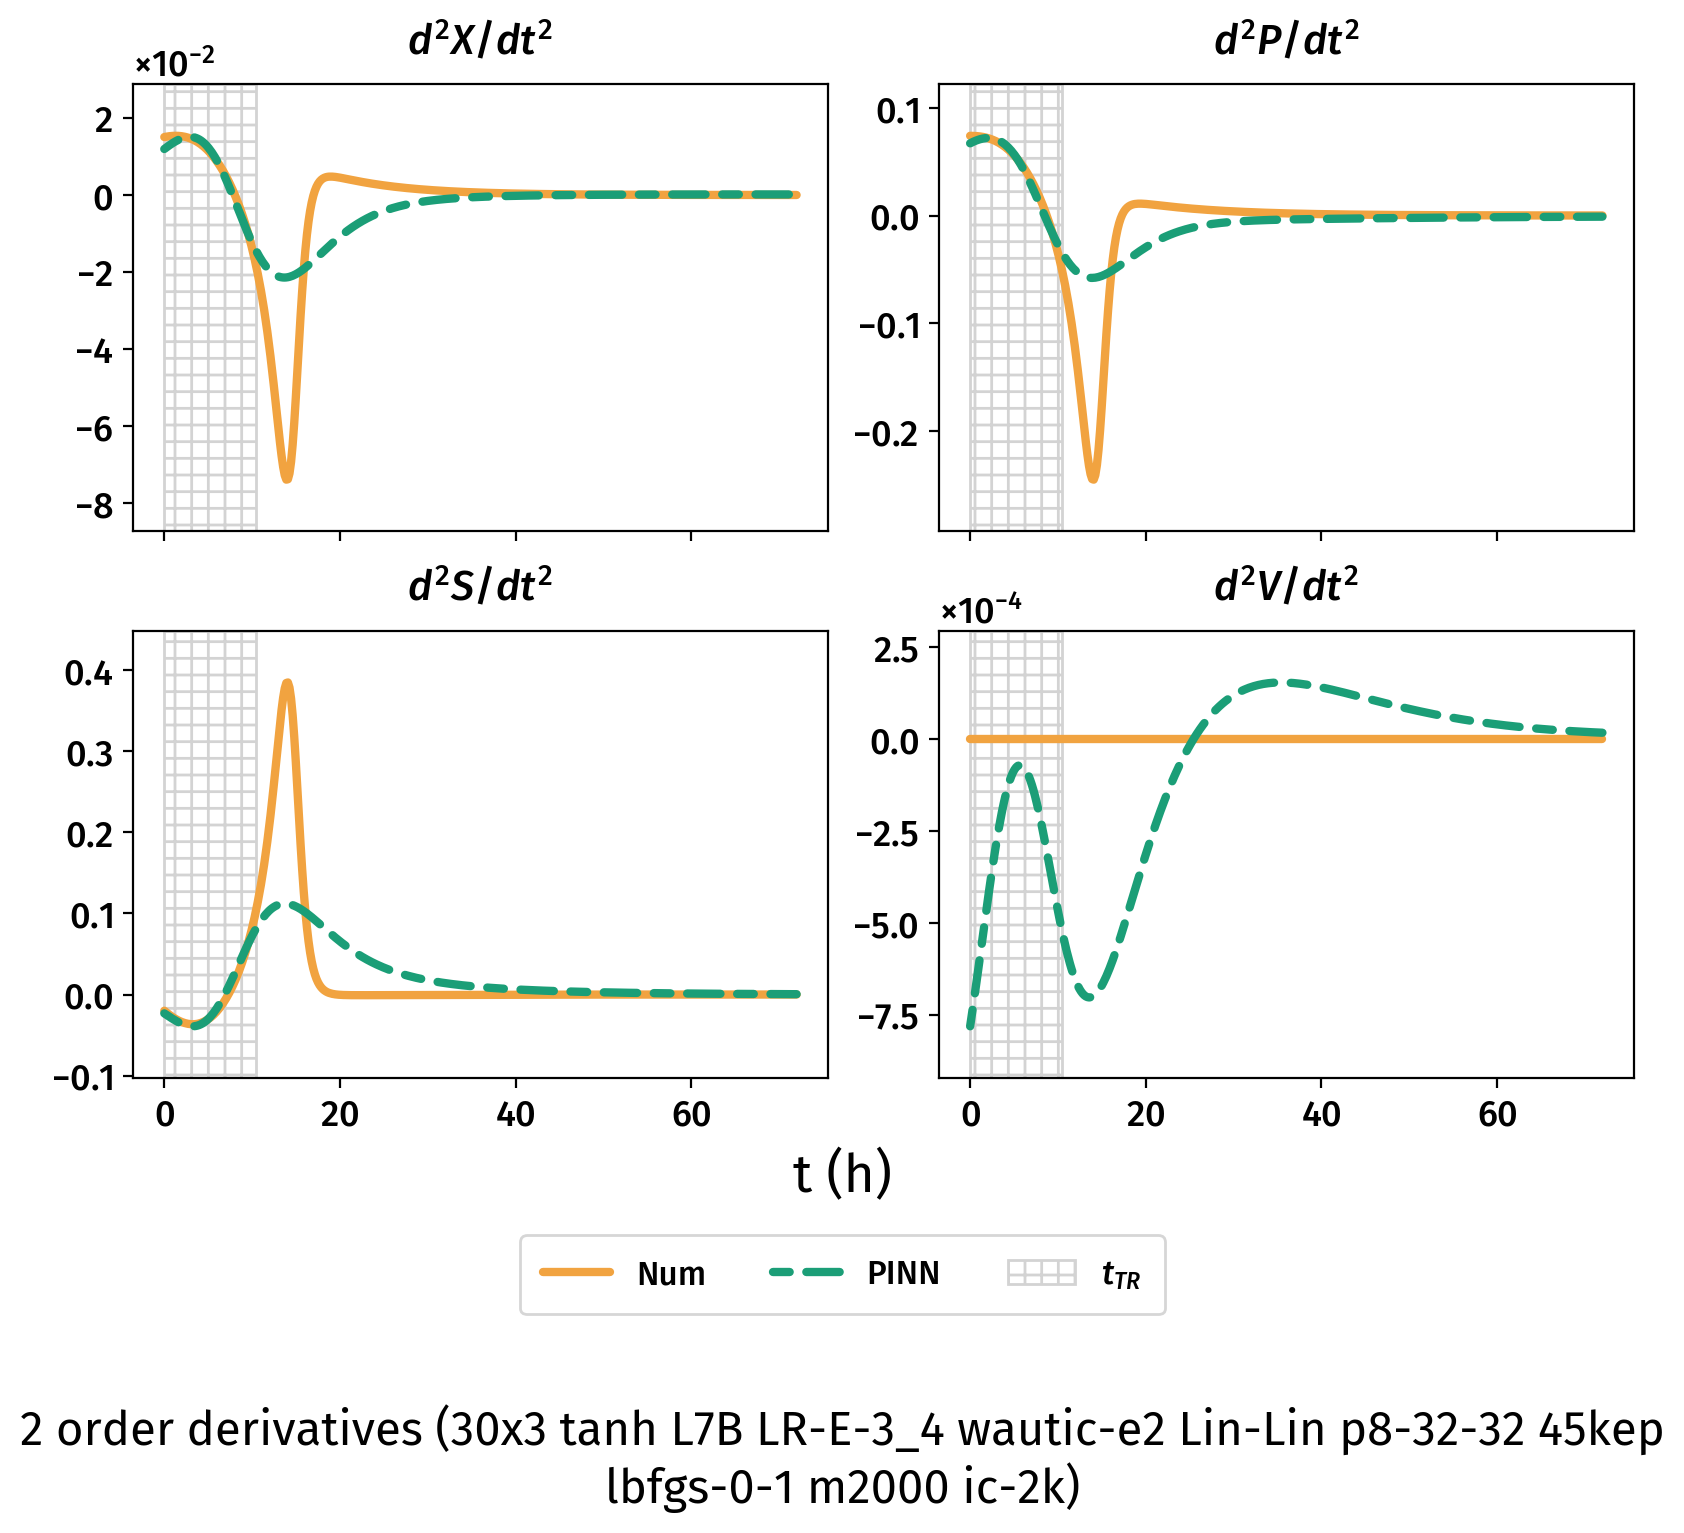 d²X/dt²
×10⁻²
2
0
−2
−4
−6
−8
d²P/dt²
0.1
0.0
−0.1
−0.2
d²S/dt²
0.4
0.3
0.2
0.1
0.0
−0.1
0 20 40 60
d²V/dt²
×10⁻⁴
2.5
0.0
−2.5
−5.0
−7.5
0 20 40 60
t (h)
Num PINN t_TR
2 order derivatives (30x3 tanh L7B LR-E-3_4 wautic-e2 Lin-Lin p8-32-32 45kep
lbfgs-0-1 m2000 ic-2k)